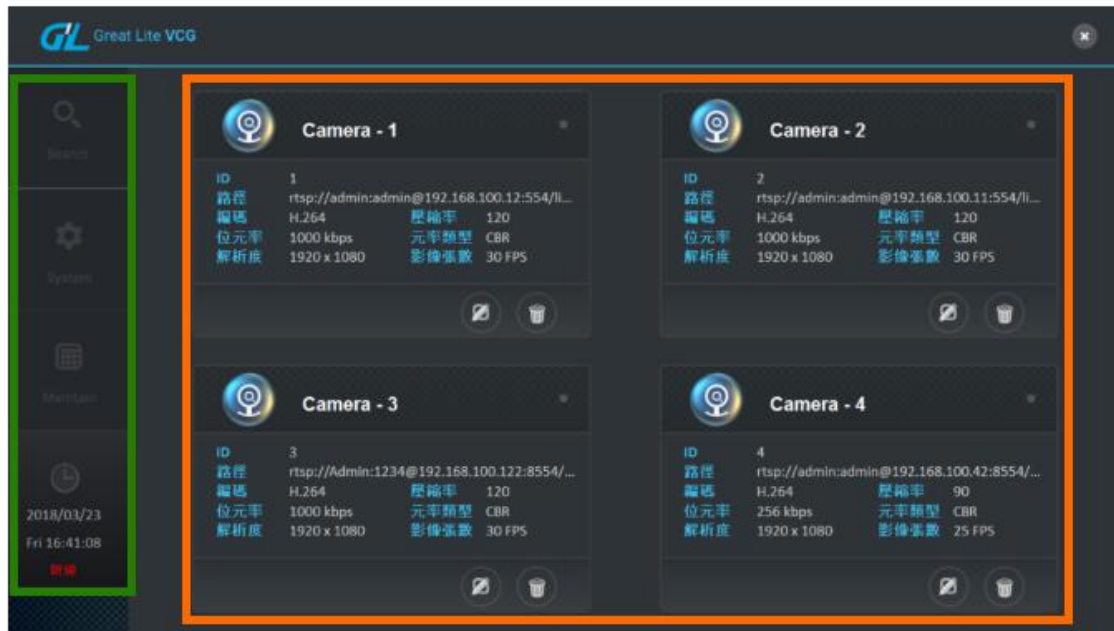 GL Great Lite VCG
Search
System
Maintain
2018/03/23
Fri 16:41:08
斷線
Camera - 1
ID 1
路徑 rtsp://admin:admin@192.168.100.12:554/li...
編碼 H.264 壓縮率 120
位元率 1000 kbps 元率類型 CBR
解析度 1920 x 1080 影像張數 30 FPS
Camera - 2
ID 2
路徑 rtsp://admin:admin@192.168.100.11:554/li...
編碼 H.264 壓縮率 120
位元率 1000 kbps 元率類型 CBR
解析度 1920 x 1080 影像張數 30 FPS
Camera - 3
ID 3
路徑 rtsp://Admin:1234@192.168.100.122:8554/...
編碼 H.264 壓縮率 120
位元率 1000 kbps 元率類型 CBR
解析度 1920 x 1080 影像張數 30 FPS
Camera - 4
ID 4
路徑 rtsp://admin:admin@192.168.100.42:8554/...
編碼 H.264 壓縮率 90
位元率 256 kbps 元率類型 CBR
解析度 1920 x 1080 影像張數 25 FPS